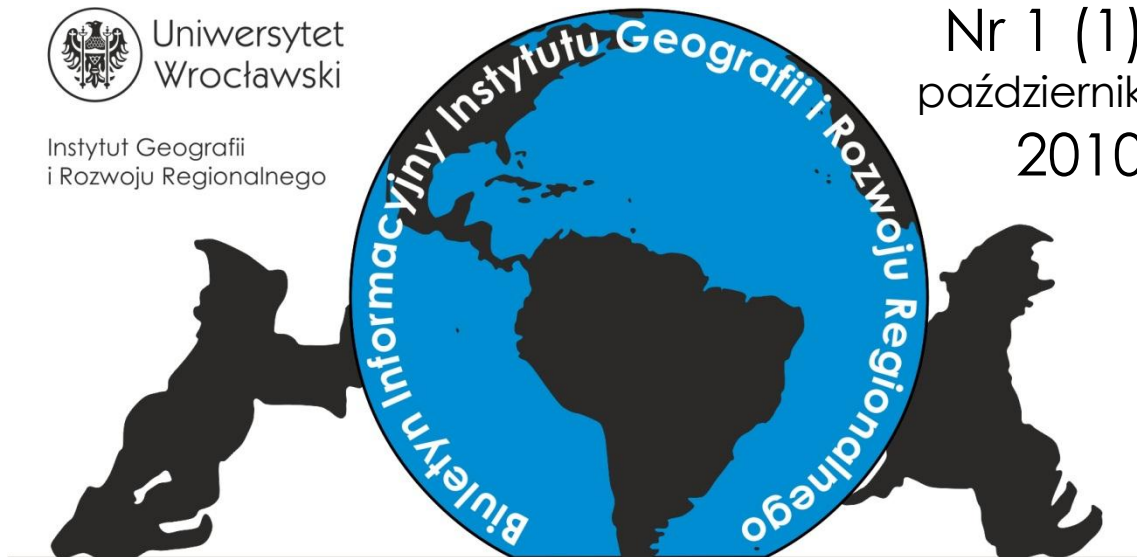 Uniwersytet
Wrocławski
Instytut Geografii
i Rozwoju Regionalnego
Biuletyn Informacyjny Instytutu Geografii i Rozwoju Regionalnego
Nr 1 (1)
październik
2010